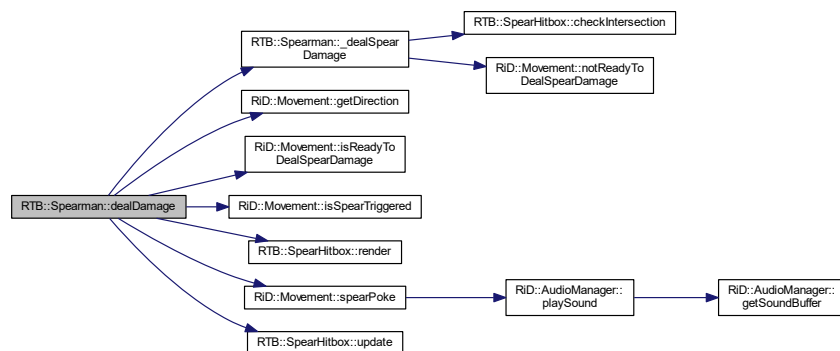 RTB::Spearman::_dealSpear
Damage
RTB::SpearHitbox::checkIntersection
RiD::Movement::notReadyTo
DealSpearDamage
RiD::Movement::getDirection
RiD::Movement::isReadyTo
DealSpearDamage
RTB::Spearman::dealDamage
RiD::Movement::isSpearTriggered
RTB::SpearHitbox::render
RiD::Movement::spearPoke
RiD::AudioManager::
playSound
RiD::AudioManager::
getSoundBuffer
RTB::SpearHitbox::update